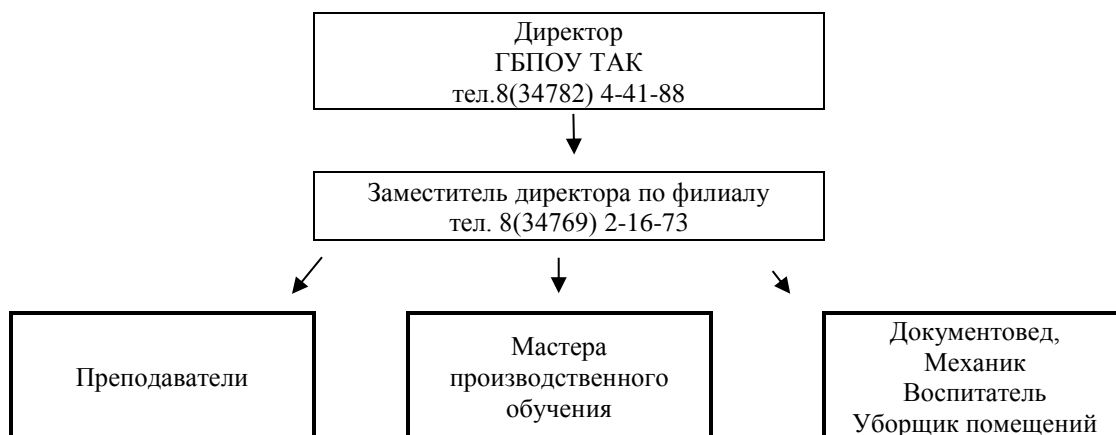 Директор
ГБПОУ ТАК
тел.8(34782) 4-41-88
Заместитель директора по филиалу
тел. 8(34769) 2-16-73
Преподаватели
Мастера
производственного
обучения
Документовед,
Механик
Воспитатель
Уборщик помещений